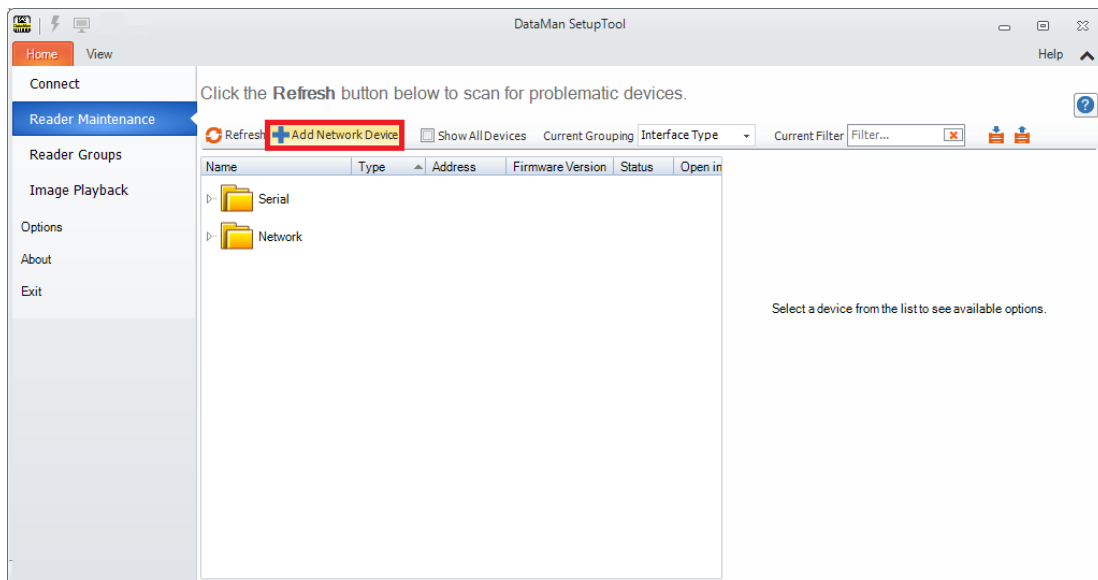 DataMan SetupTool
Home View Help
Connect
Reader Maintenance
Reader Groups
Image Playback
Options
About
Exit
Click the Refresh button below to scan for problematic devices.
Refresh Add Network Device Show All Devices Current Grouping Interface Type Current Filter Filter...
Name Type Address Firmware Version Status Open in
Serial
Network
Select a device from the list to see available options.